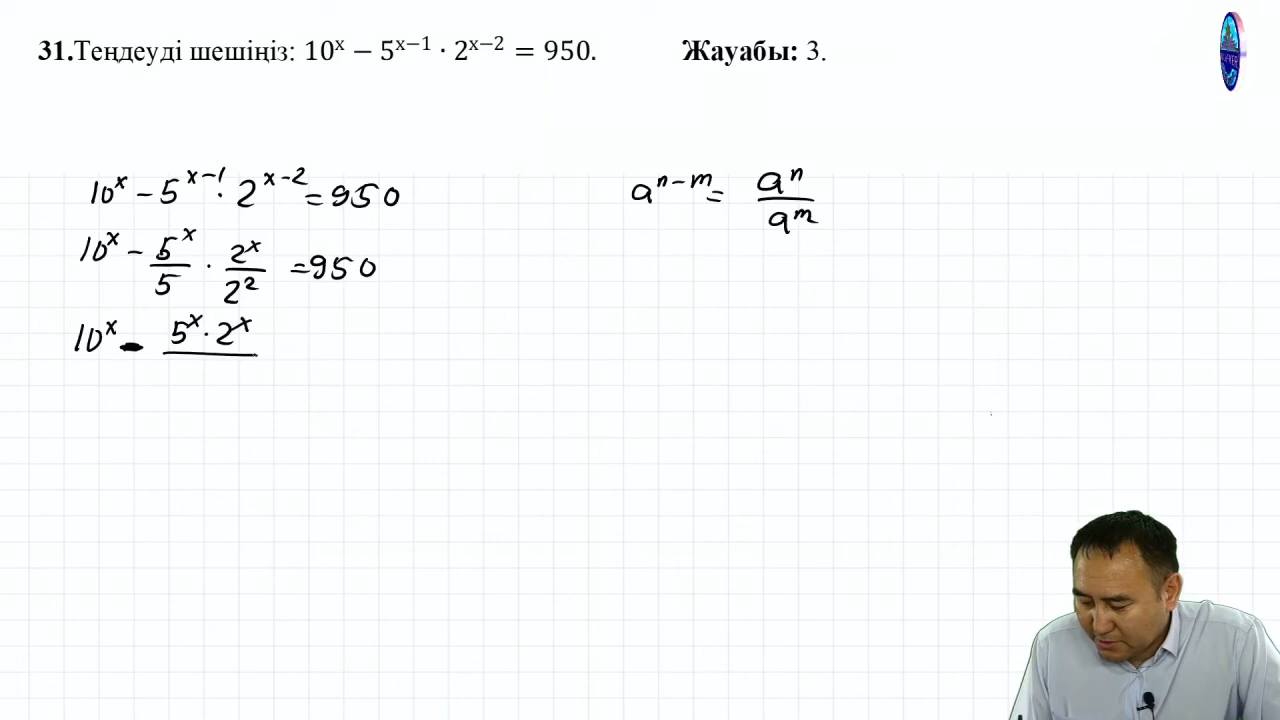 31.Теңдеуді шешіңіз: 10ˣ − 5ˣ⁻¹ · 2ˣ⁻² = 950. Жауабы: 3.
10ˣ − 5ˣ⁻¹ · 2ˣ⁻² = 950
aⁿ⁻ᵐ = aⁿ/aᵐ
10ˣ − 5ˣ/5 · 2ˣ/2² = 950
10ˣ − 5ˣ · 2ˣ